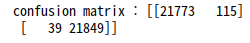 confusion matrix : [[21773   115]
 [   39 21849]]